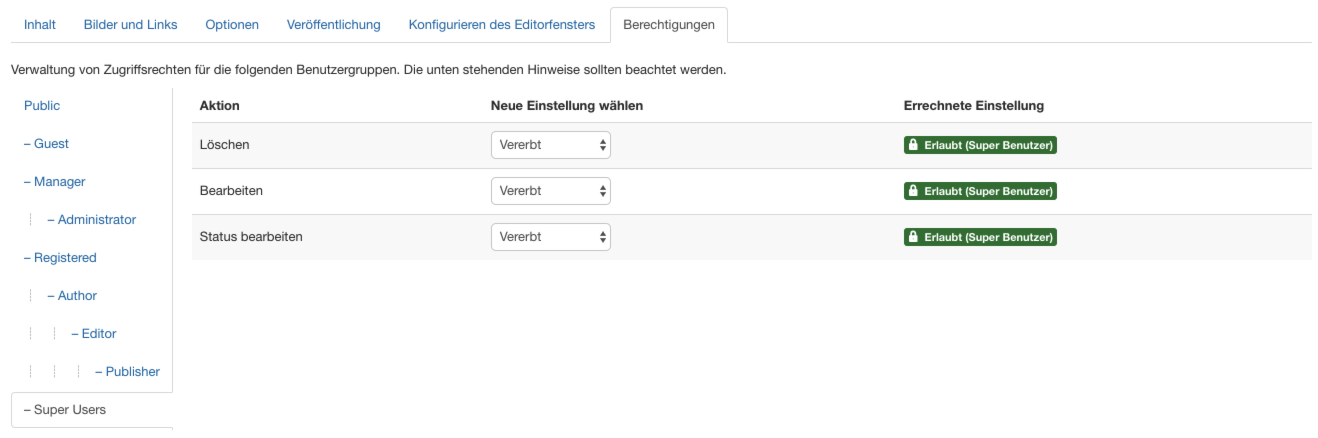 Inhalt Bilder und Links Optionen Veröffentlichung Konfigurieren des Editorfensters Berechtigungen
Verwaltung von Zugriffsrechten für die folgenden Benutzergruppen. Die unten stehenden Hinweise sollten beachtet werden.
Public
– Guest
– Manager
– Administrator
– Registered
– Author
– Editor
– Publisher
– Super Users
Aktion Neue Einstellung wählen Errechnete Einstellung
Löschen Vererbt Erlaubt (Super Benutzer)
Bearbeiten Vererbt Erlaubt (Super Benutzer)
Status bearbeiten Vererbt Erlaubt (Super Benutzer)